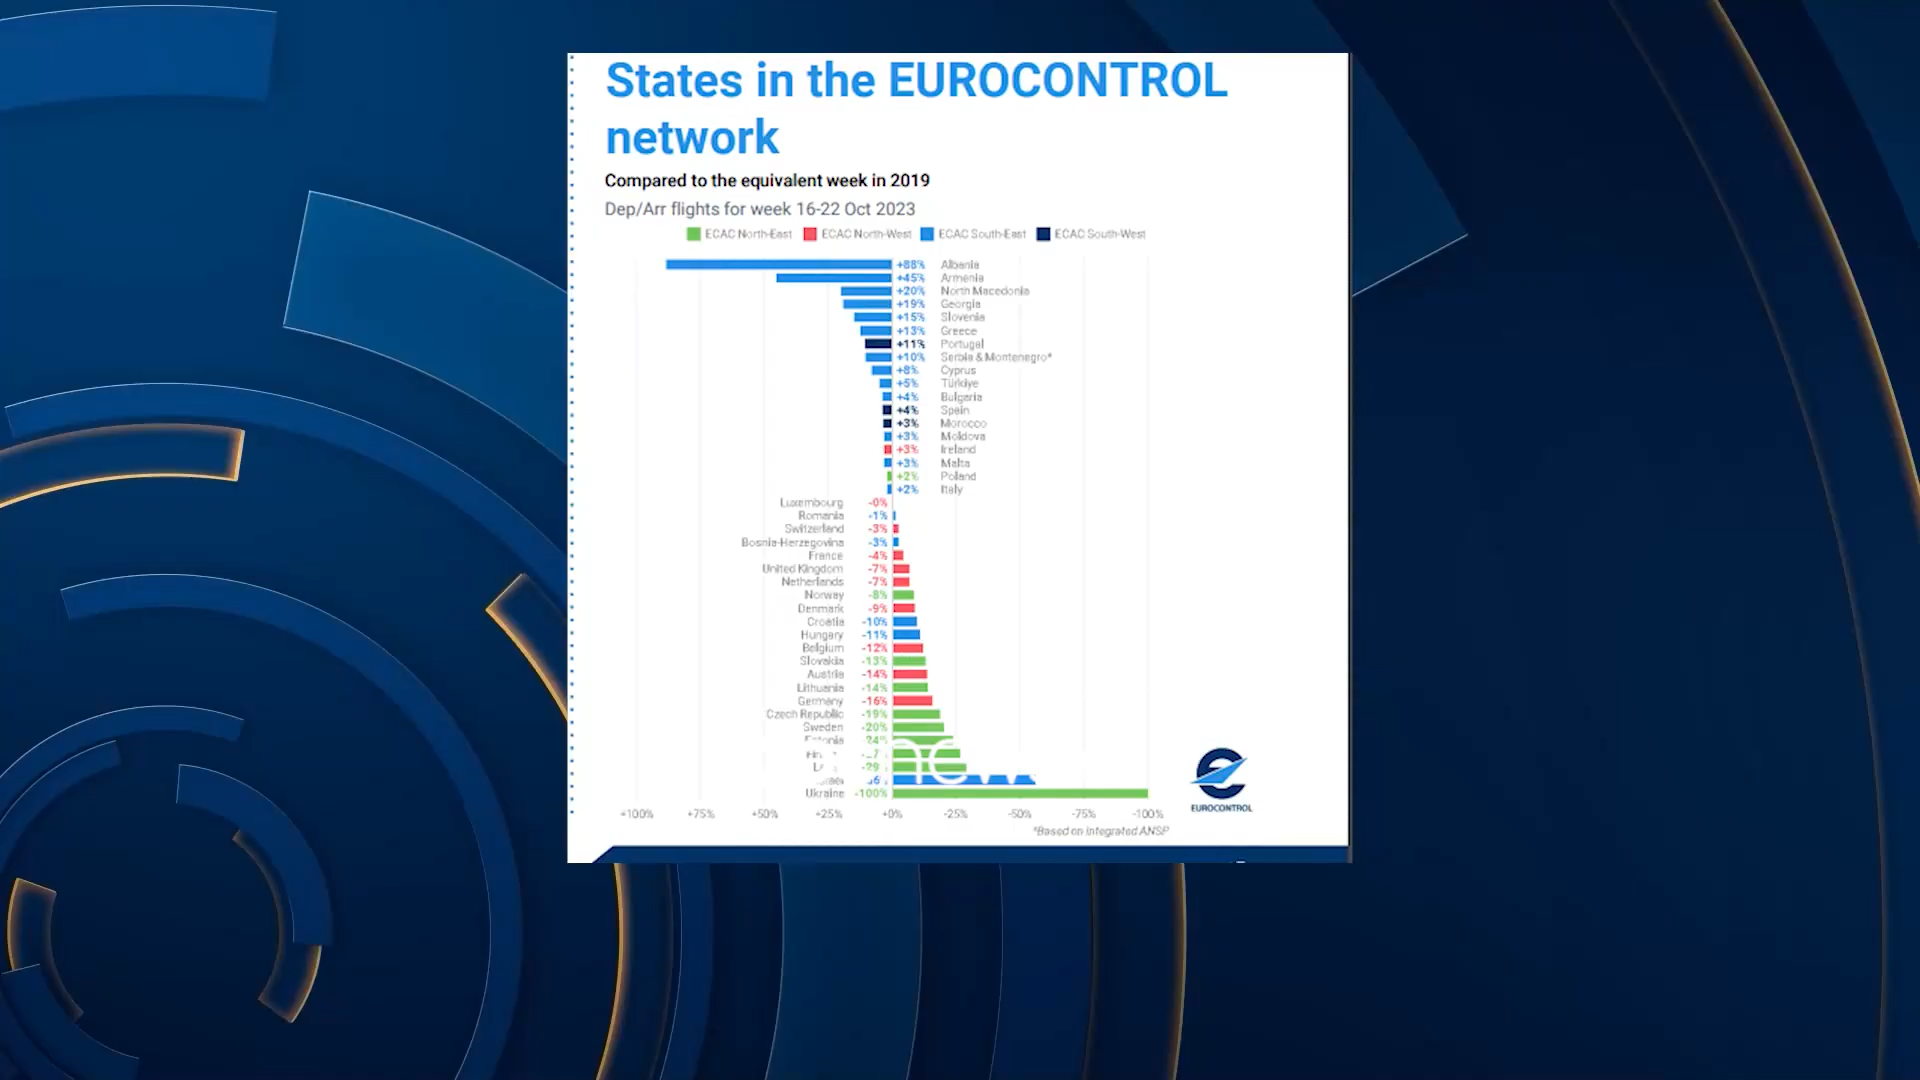 States in the EUROCONTROL
network
Compared to the equivalent week in 2019
Dep/Arr flights for week 16-22 Oct 2023
ECAC North-East ECAC North-West ECAC South-East ECAC South-West
+88% Albania
+45% Armenia
+20% North Macedonia
+19% Georgia
+15% Slovenia
+13% Greece
+11% Portugal
+10% Serbia & Montenegro*
+8% Cyprus
+5% Türkiye
+4% Bulgaria
+4% Spain
+3% Morocco
+3% Moldova
+3% Ireland
+3% Malta
+2% Poland
+2% Italy
Luxembourg -0%
Romania -1%
Switzerland -3%
Bosnia-Herzegovina -3%
France -4%
United Kingdom -7%
Netherlands -7%
Norway -8%
Denmark -9%
Croatia -10%
Hungary -11%
Belgium -12%
Slovakia -13%
Austria -14%
Lithuania -14%
Germany -16%
Czech Republic -19%
Sweden -20%
Estonia
Ukraine -100%
+100% +75% +50% +25% +0% -25% -50% -75% -100%
*Based on integrated ANSP
EUROCONTROL